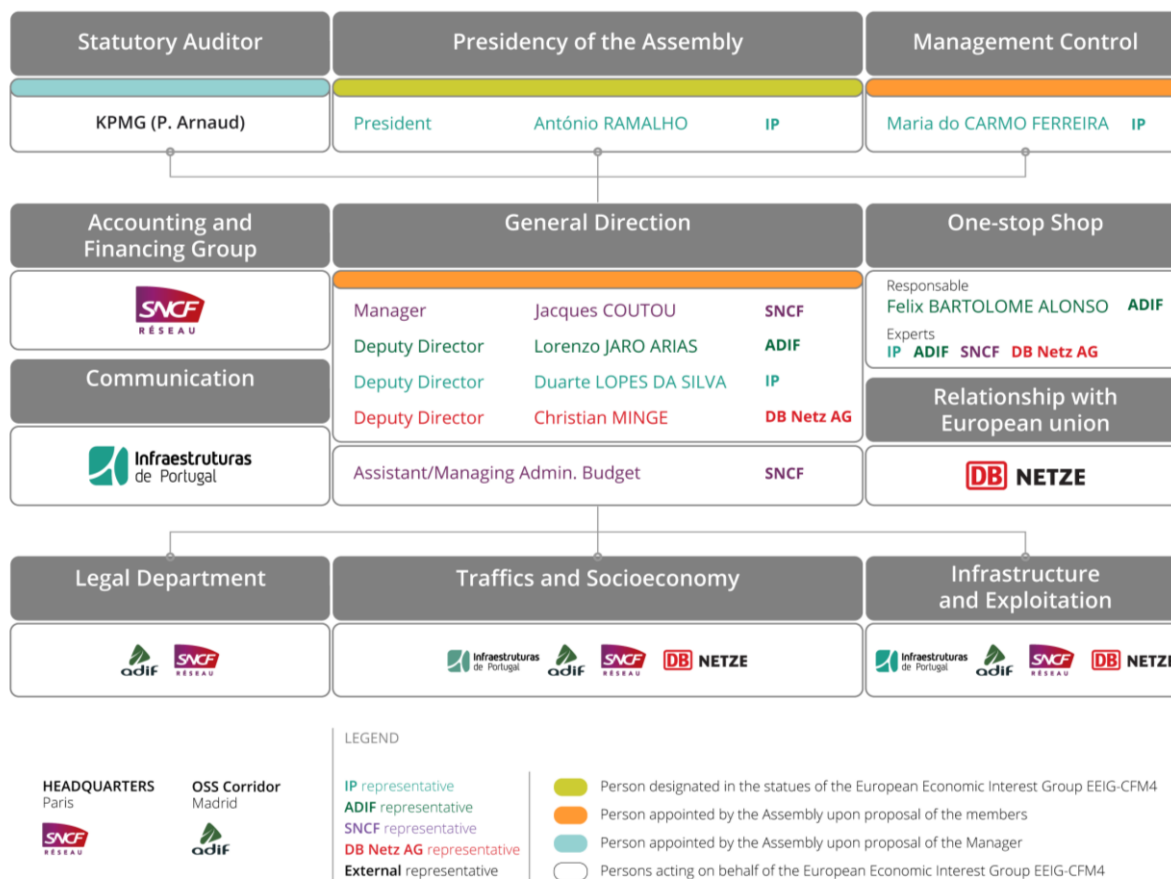 Statutory Auditor
Presidency of the Assembly
Management Control
KPMG (P. Arnaud)
President António RAMALHO IP
Maria do CARMO FERREIRA IP
Accounting and
Financing Group
SNCF
RÉSEAU
Communication
Infraestruturas
de Portugal
General Direction
Manager Jacques COUTOU SNCF
Deputy Director Lorenzo JARO ARIAS ADIF
Deputy Director Duarte LOPES DA SILVA IP
Deputy Director Christian MINGE DB Netz AG
Assistant/Managing Admin. Budget SNCF
One-stop Shop
Responsable
Felix BARTOLOME ALONSO ADIF
Experts
IP ADIF SNCF DB Netz AG
Relationship with
European union
DB NETZE
Legal Department
adif SNCF
RÉSEAU
Traffics and Socioeconomy
Infraestruturas
de Portugal
adif
SNCF
RÉSEAU
DB NETZE
Infrastructure
and Exploitation
Infraestruturas
de Portugal
adif
SNCF
RÉSEAU
DB NETZE
HEADQUARTERS
Paris
SNCF
RÉSEAU
OSS Corridor
Madrid
adif
LEGEND
IP representative
ADIF representative
SNCF representative
DB Netz AG representative
External representative
Person designated in the statues of the European Economic Interest Group EEIG-CFM4
Person appointed by the Assembly upon proposal of the members
Person appointed by the Assembly upon proposal of the Manager
Persons acting on behalf of the European Economic Interest Group EEIG-CFM4